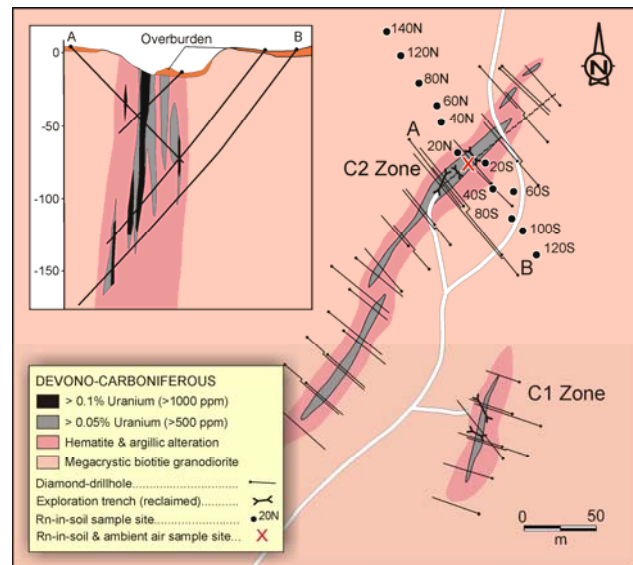 A
Overburden
B
0
-50
-100
-150
140N
120N
80N
60N
40N
N
A
20N
C2 Zone
20S
40S
60S
80S
100S
B
120S
C1 Zone
DEVONO-CARBONIFEROUS
> 0.1% Uranium (>1000 ppm)
> 0.05% Uranium (>500 ppm)
Hematite & argillic alteration
Megacrystic biotitie granodiorite
Diamond-drillhole
Exploration trench (reclaimed)
Rn-in-soil sample site 20N
Rn-in-soil & ambient air sample site... X
0 50
m